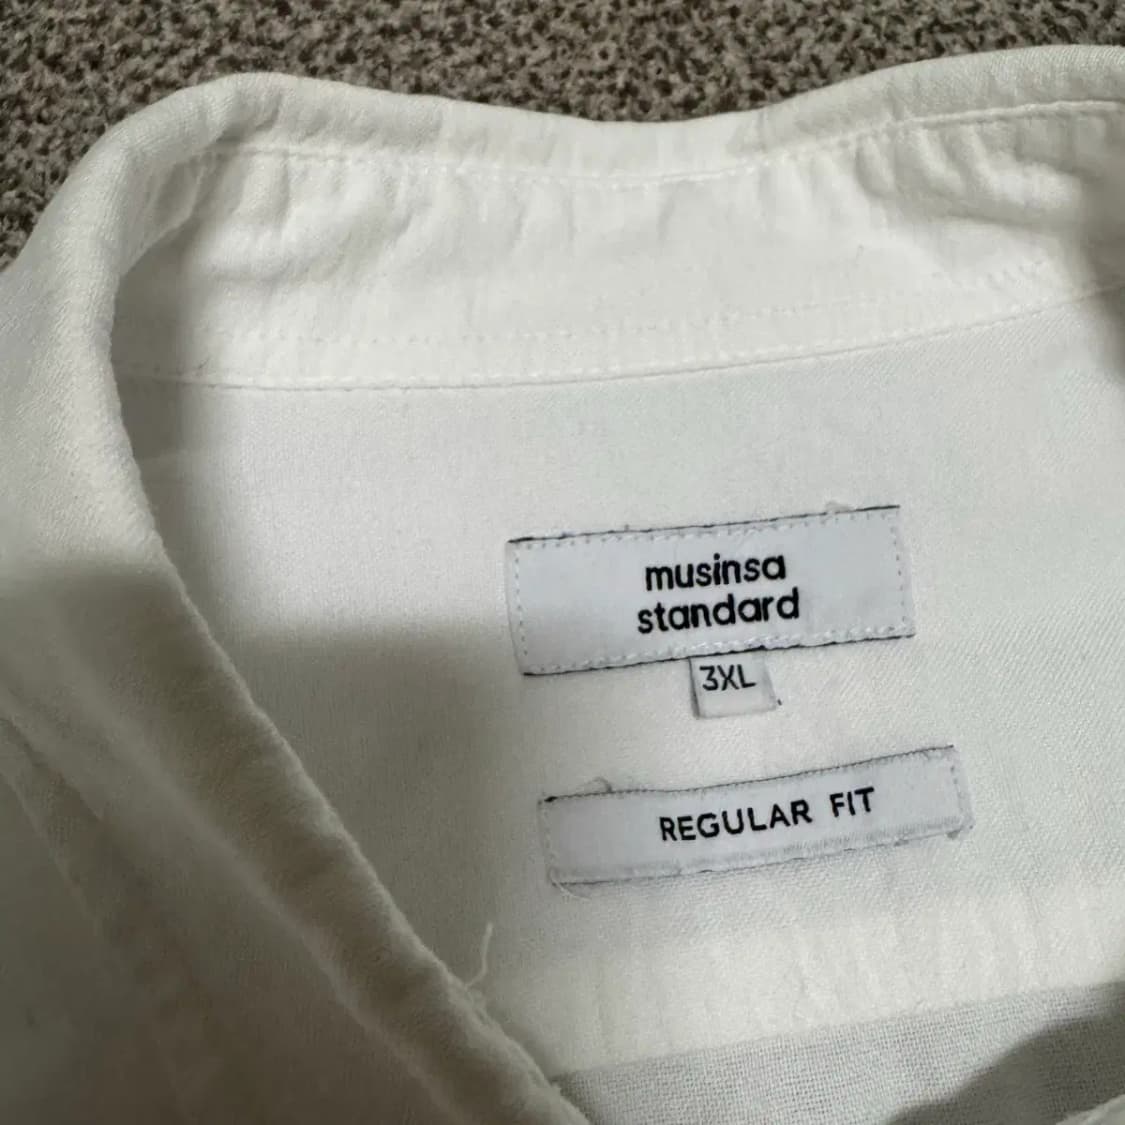 musinsa
standard
3XL
REGULAR FIT